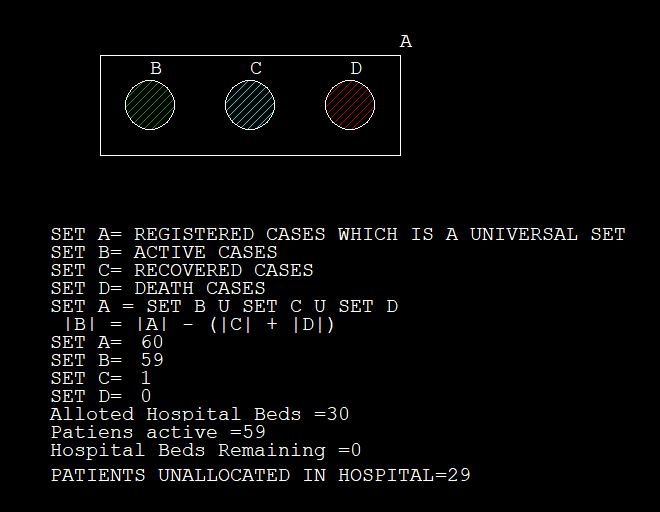 A
B C D
SET A= REGISTERED CASES WHICH IS A UNIVERSAL SET
SET B= ACTIVE CASES
SET C= RECOVERED CASES
SET D= DEATH CASES
SET A = SET B U SET C U SET D
|B| = |A| - (|C| + |D|)
SET A= 60
SET B= 59
SET C= 1
SET D= 0
Alloted Hospital Beds =30
Patiens active =59
Hospital Beds Remaining =0
PATIENTS UNALLOCATED IN HOSPITAL=29